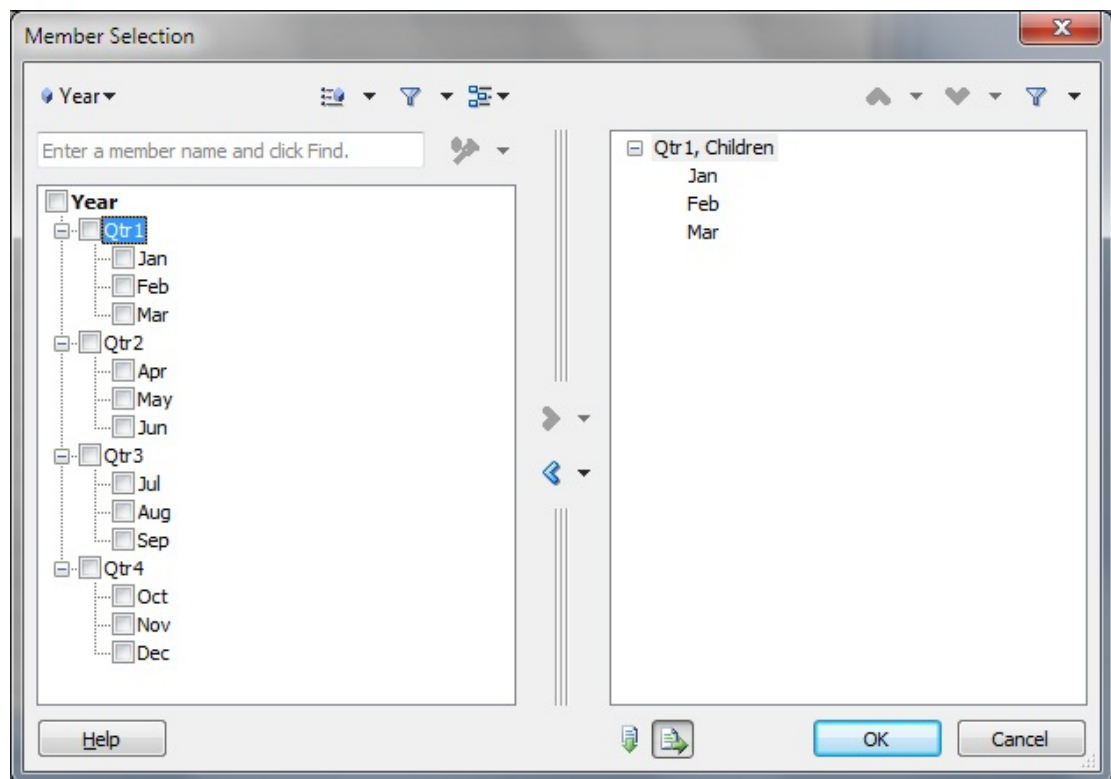 Member Selection
Year
Enter a member name and click Find.
Year
Qtr1
Jan
Feb
Mar
Qtr2
Apr
May
Jun
Qtr3
Jul
Aug
Sep
Qtr4
Oct
Nov
Dec
Qtr1, Children
Jan
Feb
Mar
Help
OK
Cancel